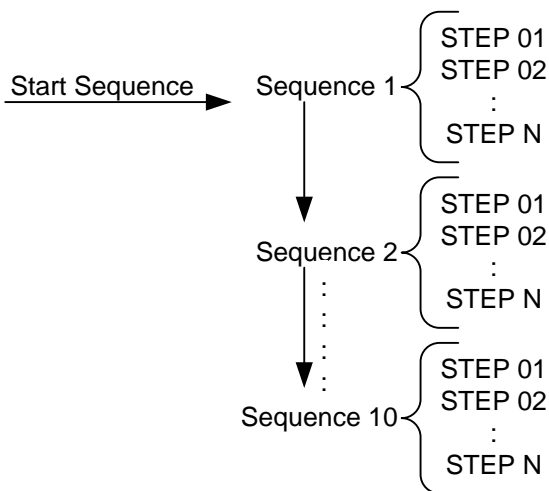 STEP 01
STEP 02
:
STEP N
Start Sequence
Sequence 1
STEP 01
STEP 02
:
STEP N
Sequence 2
:
:
:
:
STEP 01
STEP 02
:
STEP N
Sequence 10